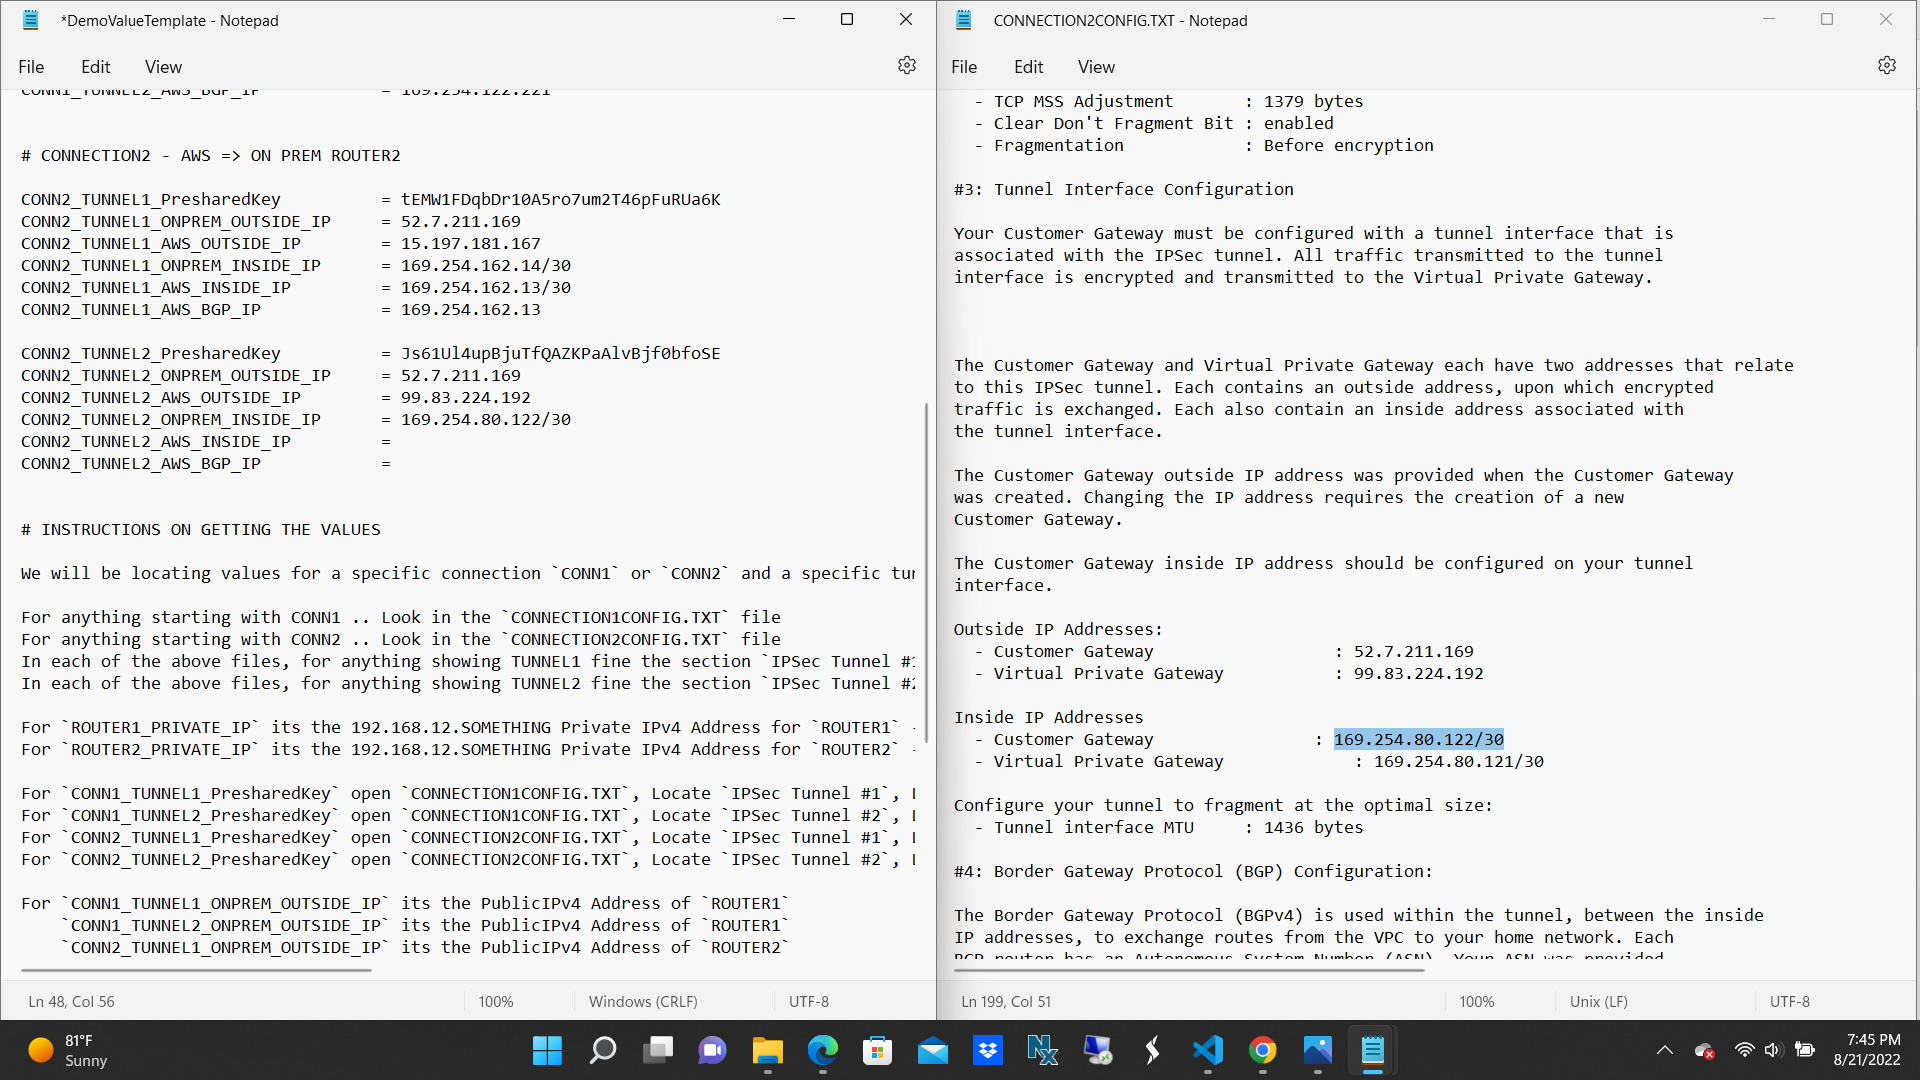 *DemoValueTemplate - Notepad
File Edit View
CONN1_TUNNEL2_AWS_BGP_IP = 169.254.122.221
# CONNECTION2 - AWS => ON PREM ROUTER2
CONN2_TUNNEL1_PresharedKey = tEMW1FDqbDr10A5ro7um2T46pFuRUa6K
CONN2_TUNNEL1_ONPREM_OUTSIDE_IP = 52.7.211.169
CONN2_TUNNEL1_AWS_OUTSIDE_IP = 15.197.181.167
CONN2_TUNNEL1_ONPREM_INSIDE_IP = 169.254.162.14/30
CONN2_TUNNEL1_AWS_INSIDE_IP = 169.254.162.13/30
CONN2_TUNNEL1_AWS_BGP_IP = 169.254.162.13
CONN2_TUNNEL2_PresharedKey = Js61Ul4upBjuTfQAZKPaAlvBjf0bfoSE
CONN2_TUNNEL2_ONPREM_OUTSIDE_IP = 52.7.211.169
CONN2_TUNNEL2_AWS_OUTSIDE_IP = 99.83.224.192
CONN2_TUNNEL2_ONPREM_INSIDE_IP = 169.254.80.122/30
CONN2_TUNNEL2_AWS_INSIDE_IP =
CONN2_TUNNEL2_AWS_BGP_IP =
# INSTRUCTIONS ON GETTING THE VALUES
We will be locating values for a specific connection `CONN1` or `CONN2` and a specific tun
For anything starting with CONN1 .. Look in the `CONNECTION1CONFIG.TXT` file
For anything starting with CONN2 .. Look in the `CONNECTION2CONFIG.TXT` file
In each of the above files, for anything showing TUNNEL1 fine the section `IPSec Tunnel #1
In each of the above files, for anything showing TUNNEL2 fine the section `IPSec Tunnel #2
For `ROUTER1_PRIVATE_IP` its the 192.168.12.SOMETHING Private IPv4 Address for `ROUTER1` -
For `ROUTER2_PRIVATE_IP` its the 192.168.12.SOMETHING Private IPv4 Address for `ROUTER2` -
For `CONN1_TUNNEL1_PresharedKey` open `CONNECTION1CONFIG.TXT`, Locate `IPSec Tunnel #1`,
For `CONN1_TUNNEL2_PresharedKey` open `CONNECTION1CONFIG.TXT`, Locate `IPSec Tunnel #2`,
For `CONN2_TUNNEL1_PresharedKey` open `CONNECTION2CONFIG.TXT`, Locate `IPSec Tunnel #1`,
For `CONN2_TUNNEL2_PresharedKey` open `CONNECTION2CONFIG.TXT`, Locate `IPSec Tunnel #2`,
For `CONN1_TUNNEL1_ONPREM_OUTSIDE_IP` its the PublicIPv4 Address of `ROUTER1`
`CONN1_TUNNEL2_ONPREM_OUTSIDE_IP` its the PublicIPv4 Address of `ROUTER1`
`CONN2_TUNNEL1_ONPREM_OUTSIDE_IP` its the PublicIPv4 Address of `ROUTER2`
Ln 48, Col 56 100% Windows (CRLF) UTF-8
CONNECTION2CONFIG.TXT - Notepad
File Edit View
- TCP MSS Adjustment : 1379 bytes
- Clear Don't Fragment Bit : enabled
- Fragmentation : Before encryption
#3: Tunnel Interface Configuration
Your Customer Gateway must be configured with a tunnel interface that is
associated with the IPSec tunnel. All traffic transmitted to the tunnel
interface is encrypted and transmitted to the Virtual Private Gateway.
The Customer Gateway and Virtual Private Gateway each have two addresses that relate
to this IPSec tunnel. Each contains an outside address, upon which encrypted
traffic is exchanged. Each also contain an inside address associated with
the tunnel interface.
The Customer Gateway outside IP address was provided when the Customer Gateway
was created. Changing the IP address requires the creation of a new
Customer Gateway.
The Customer Gateway inside IP address should be configured on your tunnel
interface.
Outside IP Addresses:
- Customer Gateway : 52.7.211.169
- Virtual Private Gateway : 99.83.224.192
Inside IP Addresses
- Customer Gateway : 169.254.80.122/30
- Virtual Private Gateway : 169.254.80.121/30
Configure your tunnel to fragment at the optimal size:
- Tunnel interface MTU : 1436 bytes
#4: Border Gateway Protocol (BGP) Configuration:
The Border Gateway Protocol (BGPv4) is used within the tunnel, between the inside
IP addresses, to exchange routes from the VPC to your home network. Each
BGP router has an Autonomous System Number (ASN). Your ASN was provided
Ln 199, Col 51 100% Unix (LF) UTF-8
81°F
Sunny
7:45 PM
8/21/2022